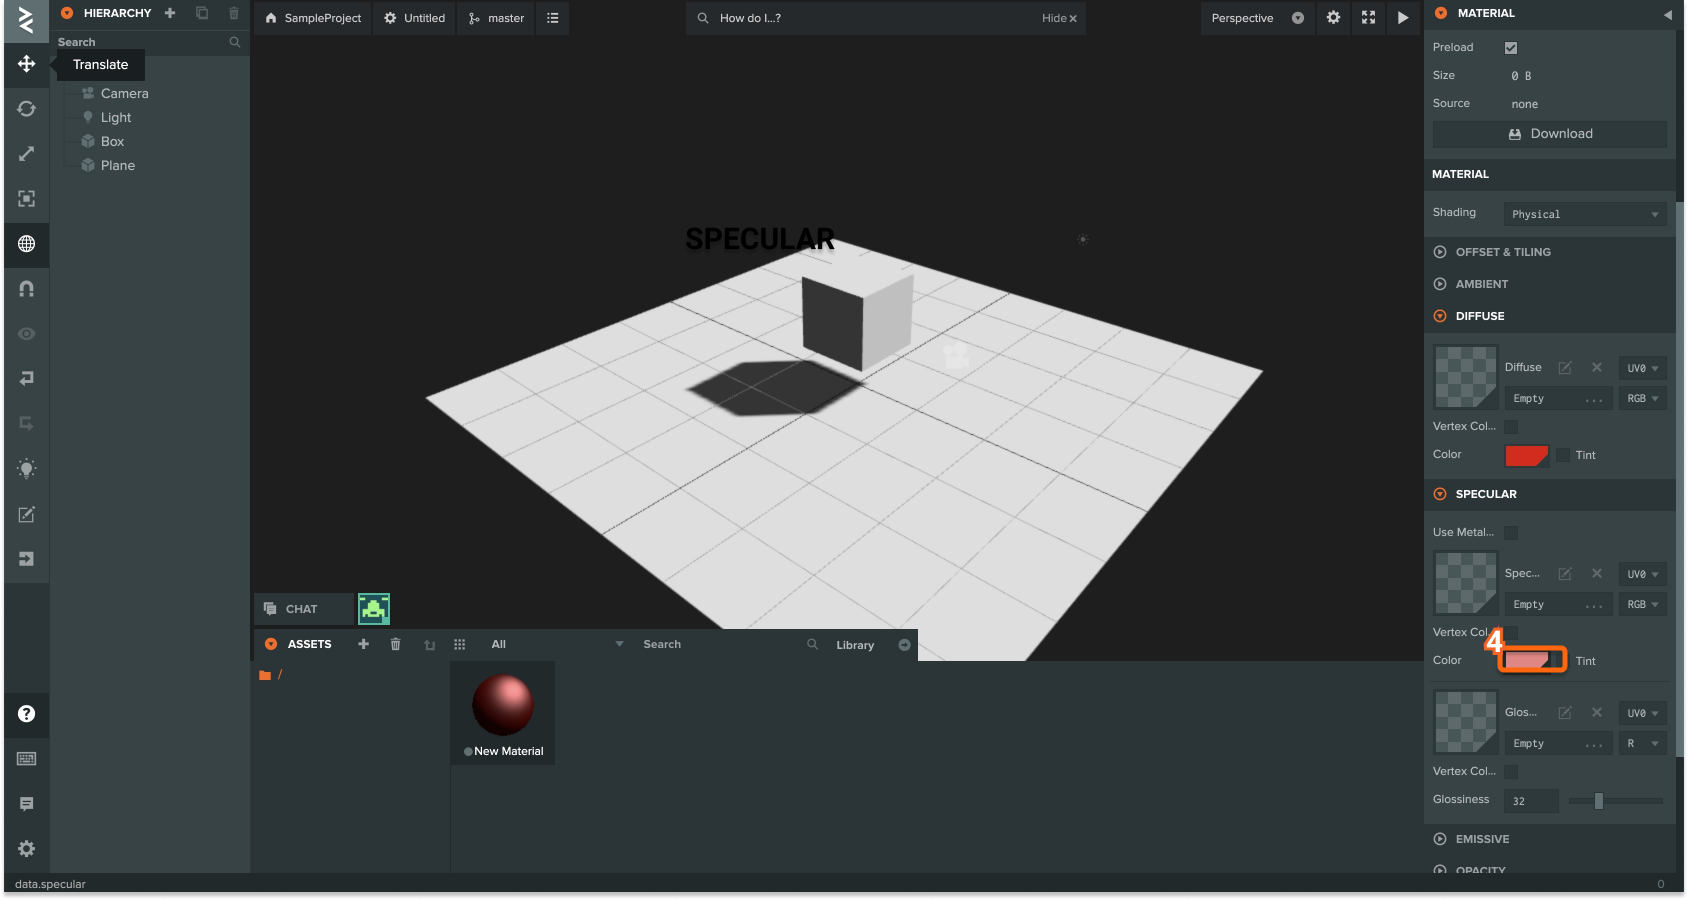 HIERARCHY
SampleProject
Untitled
master
How do I...?
Hide
Perspective
MATERIAL
Search
Translate
Camera
Light
Box
Plane
Preload
Size
0 B
Source
none
Download
MATERIAL
Shading
Physical
OFFSET & TILING
AMBIENT
DIFFUSE
Diffuse
UV0
Empty
...
RGB
Vertex Col...
Color
Tint
SPECULAR
Use Metal...
Spec...
UV0
Empty
...
RGB
Vertex Col
4
Color
Tint
Glos...
UV0
Empty
...
R
Vertex Col...
Glossiness
32
EMISSIVE
OPACITY
SPECULAR
CHAT
ASSETS
All
Search
Library
/
New Material
data.specular
0